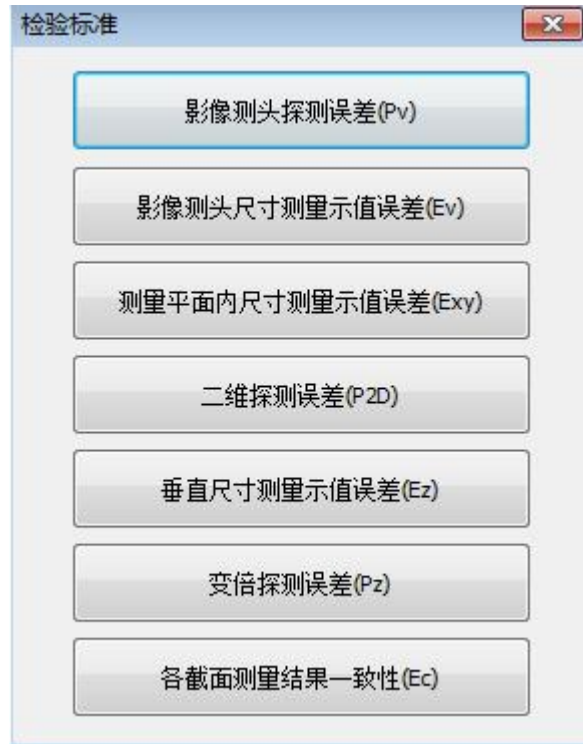 检验标准
影像测头探测误差(Pv)
影像测头尺寸测量示值误差(Ev)
测量平面内尺寸测量示值误差(Exy)
二维探测误差(P2D)
垂直尺寸测量示值误差(Ez)
变倍探测误差(Pz)
各截面测量结果一致性(Ec)